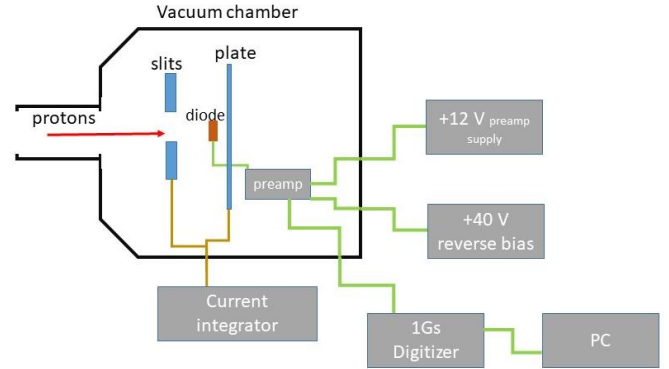 Vacuum chamber
plate
slits
diode
protons
+12 V preamp
supply
preamp
+40 V
reverse bias
Current
integrator
1Gs
Digitizer
PC